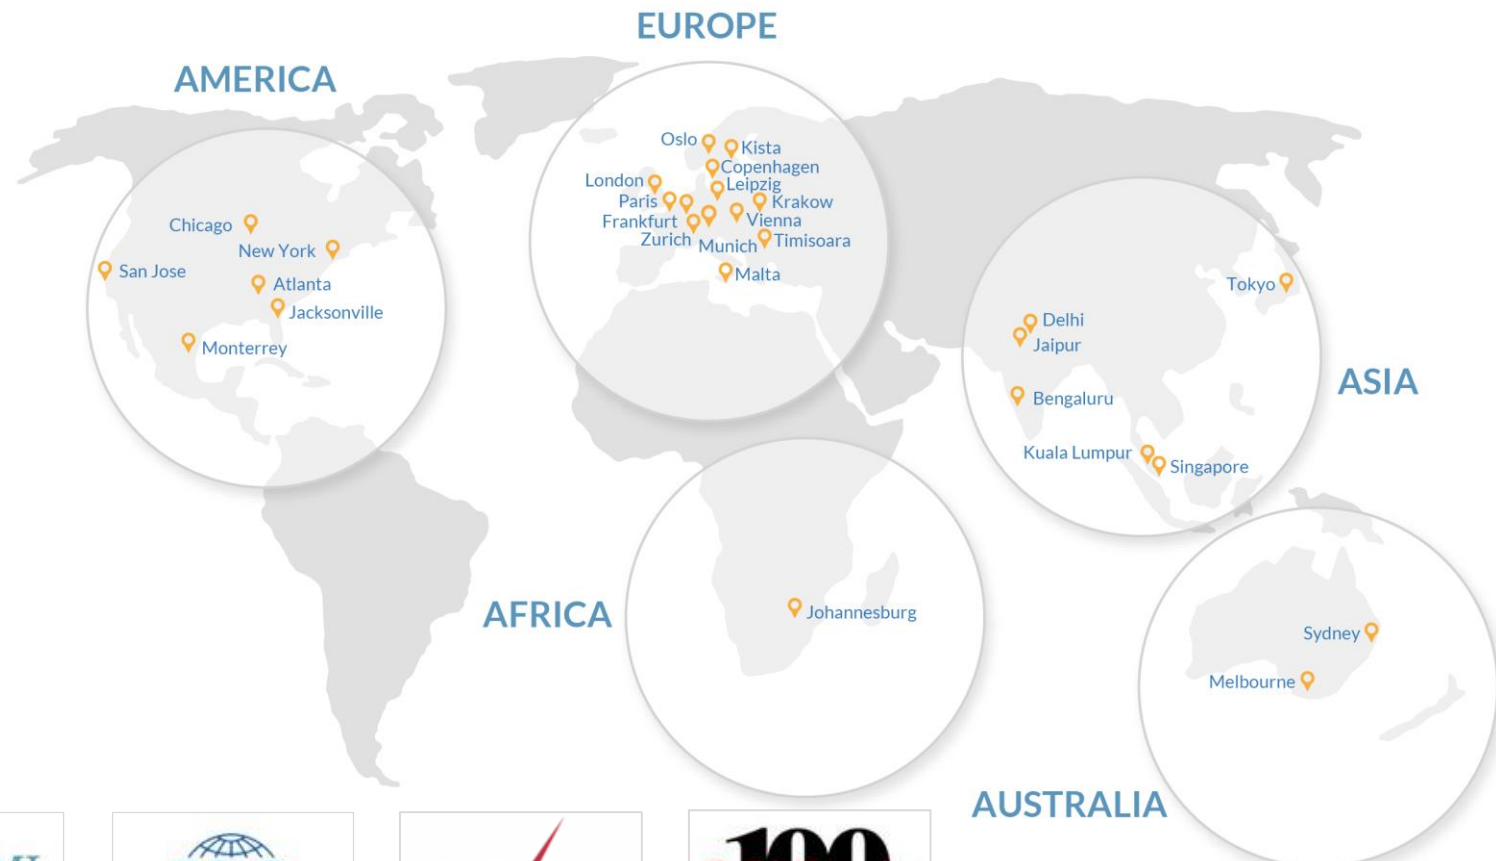 EUROPE
AMERICA
Oslo
Kista
Copenhagen
London
Leipzig
Paris
Krakow
Frankfurt
Vienna
Zurich
Munich
Timisoara
Malta
Chicago
New York
San Jose
Atlanta
Jacksonville
Monterrey
Tokyo
Delhi
Jaipur
ASIA
Bengaluru
Kuala Lumpur
Singapore
AFRICA
Johannesburg
Sydney
Melbourne
AUSTRALIA
100